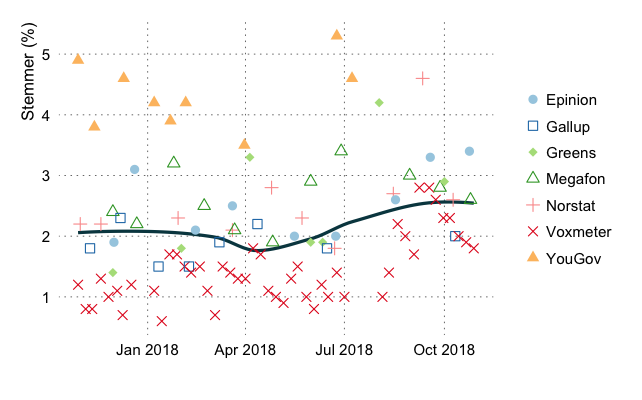 Stemmer (%)
5
4
3
2
1
Jan 2018
Apr 2018
Jul 2018
Oct 2018
Epinion
Gallup
Greens
Megafon
Norstat
Voxmeter
YouGov